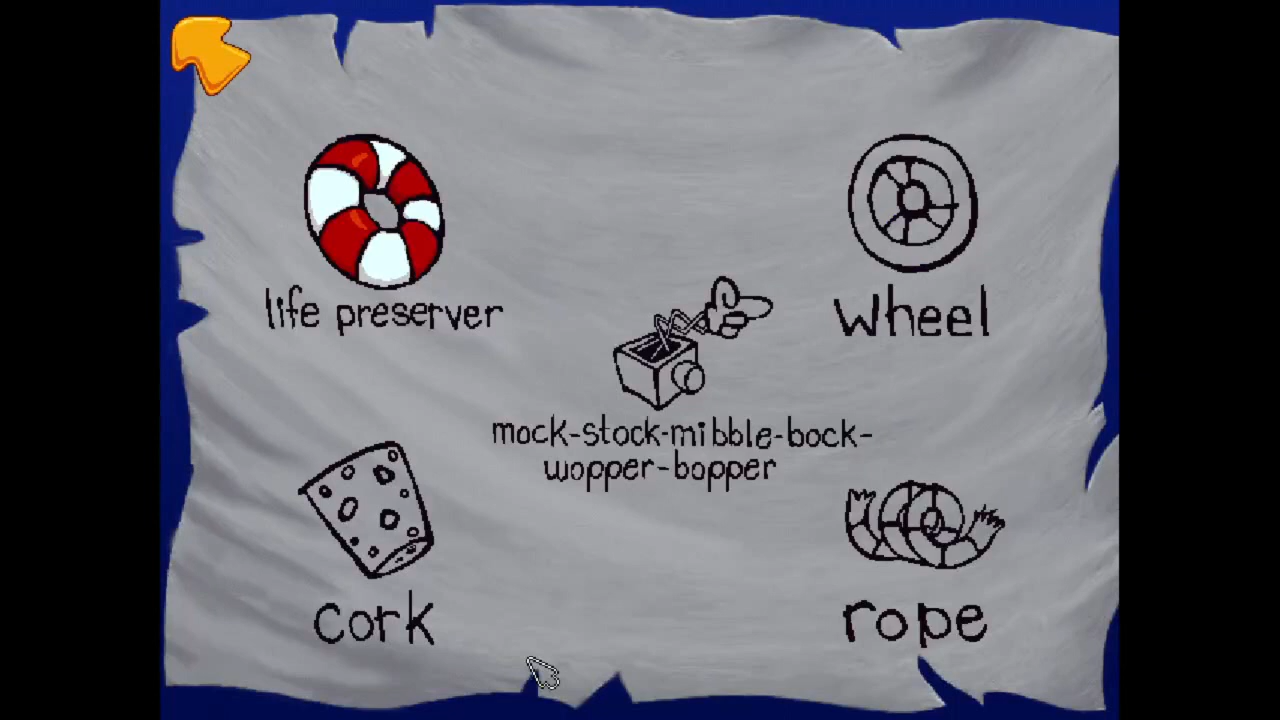 life preserver
wheel
mock-stock-mibble-bock-
wopper-bopper
cork
rope